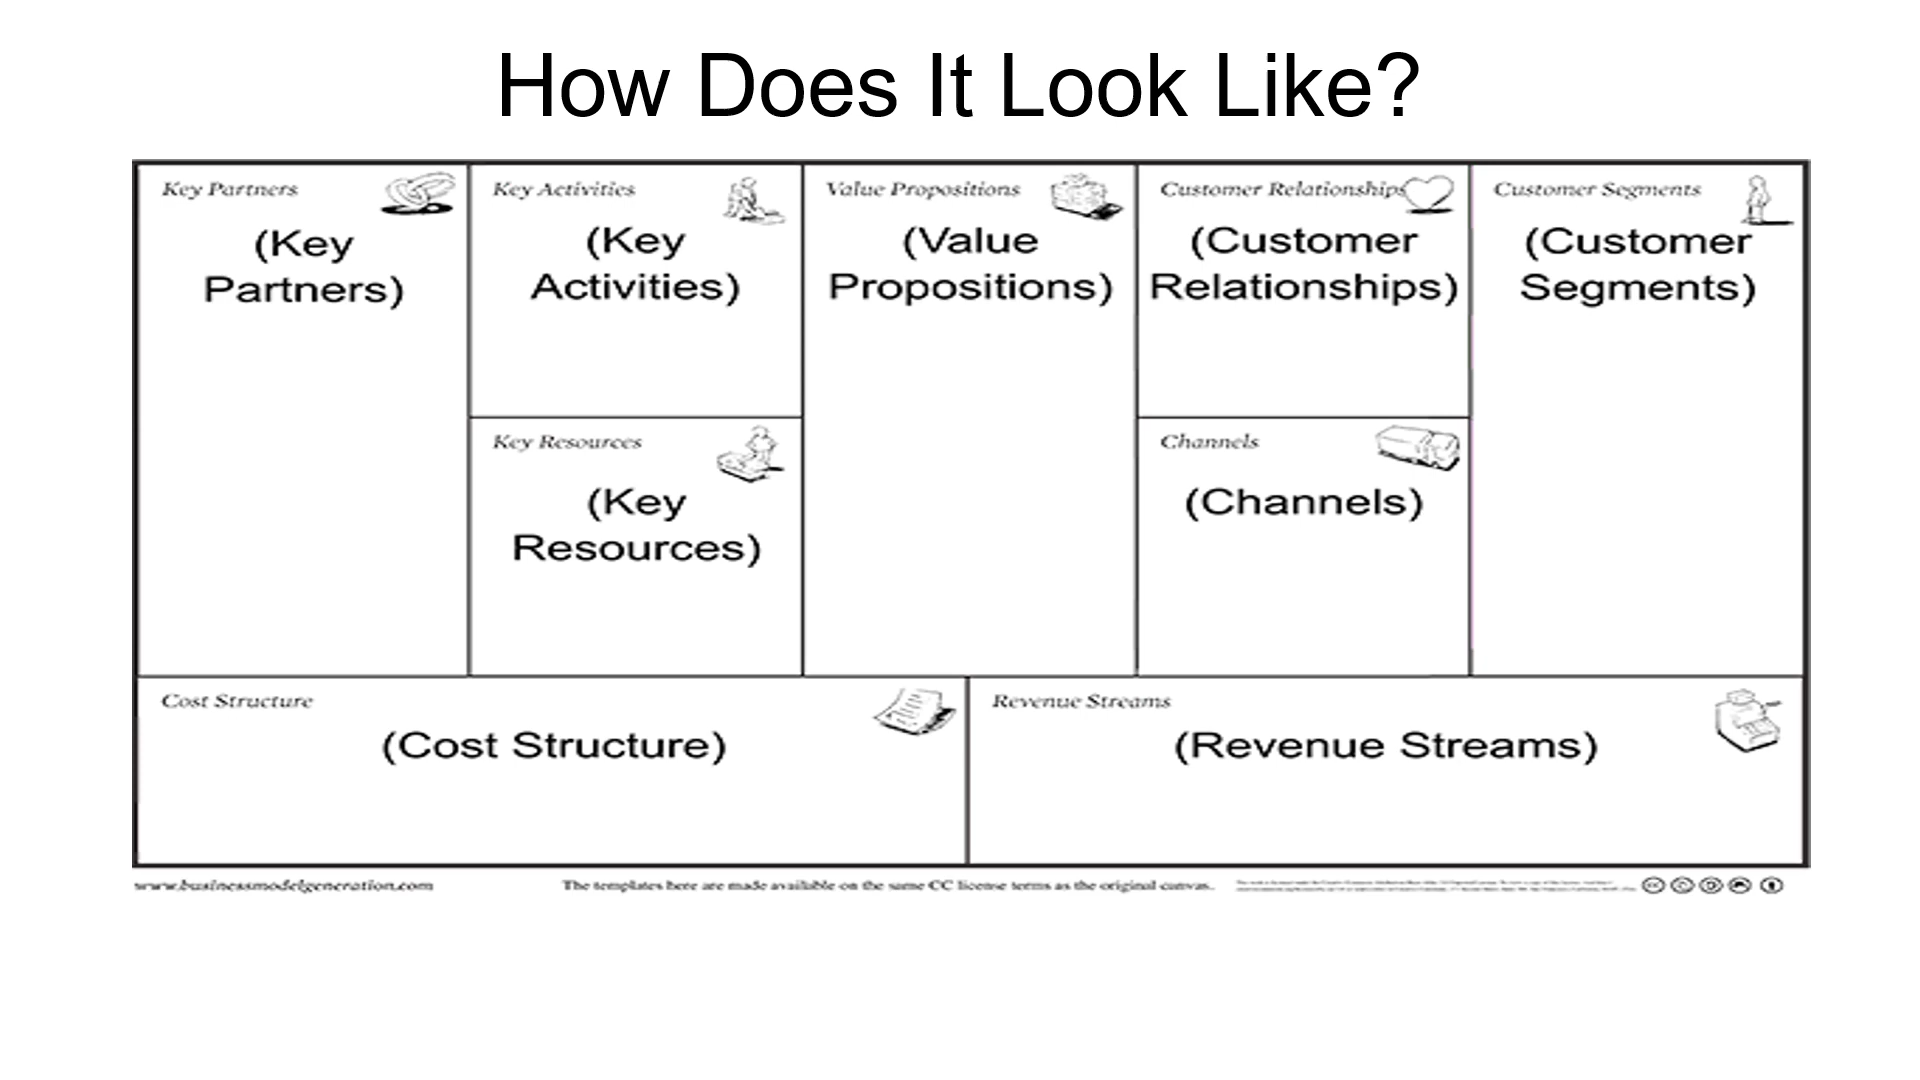 How Does It Look Like?
Key Partners
(Key
Partners)
Key Activities
(Key
Activities)
Key Resources
(Key
Resources)
Value Propositions
(Value
Propositions)
Customer Relationships
(Customer
Relationships)
Channels
(Channels)
Customer Segments
(Customer
Segments)
Cost Structure
(Cost Structure)
Revenue Streams
(Revenue Streams)
www.businessmodelgeneration.com
The templates here are made available on the same CC license terms as the original canvas.